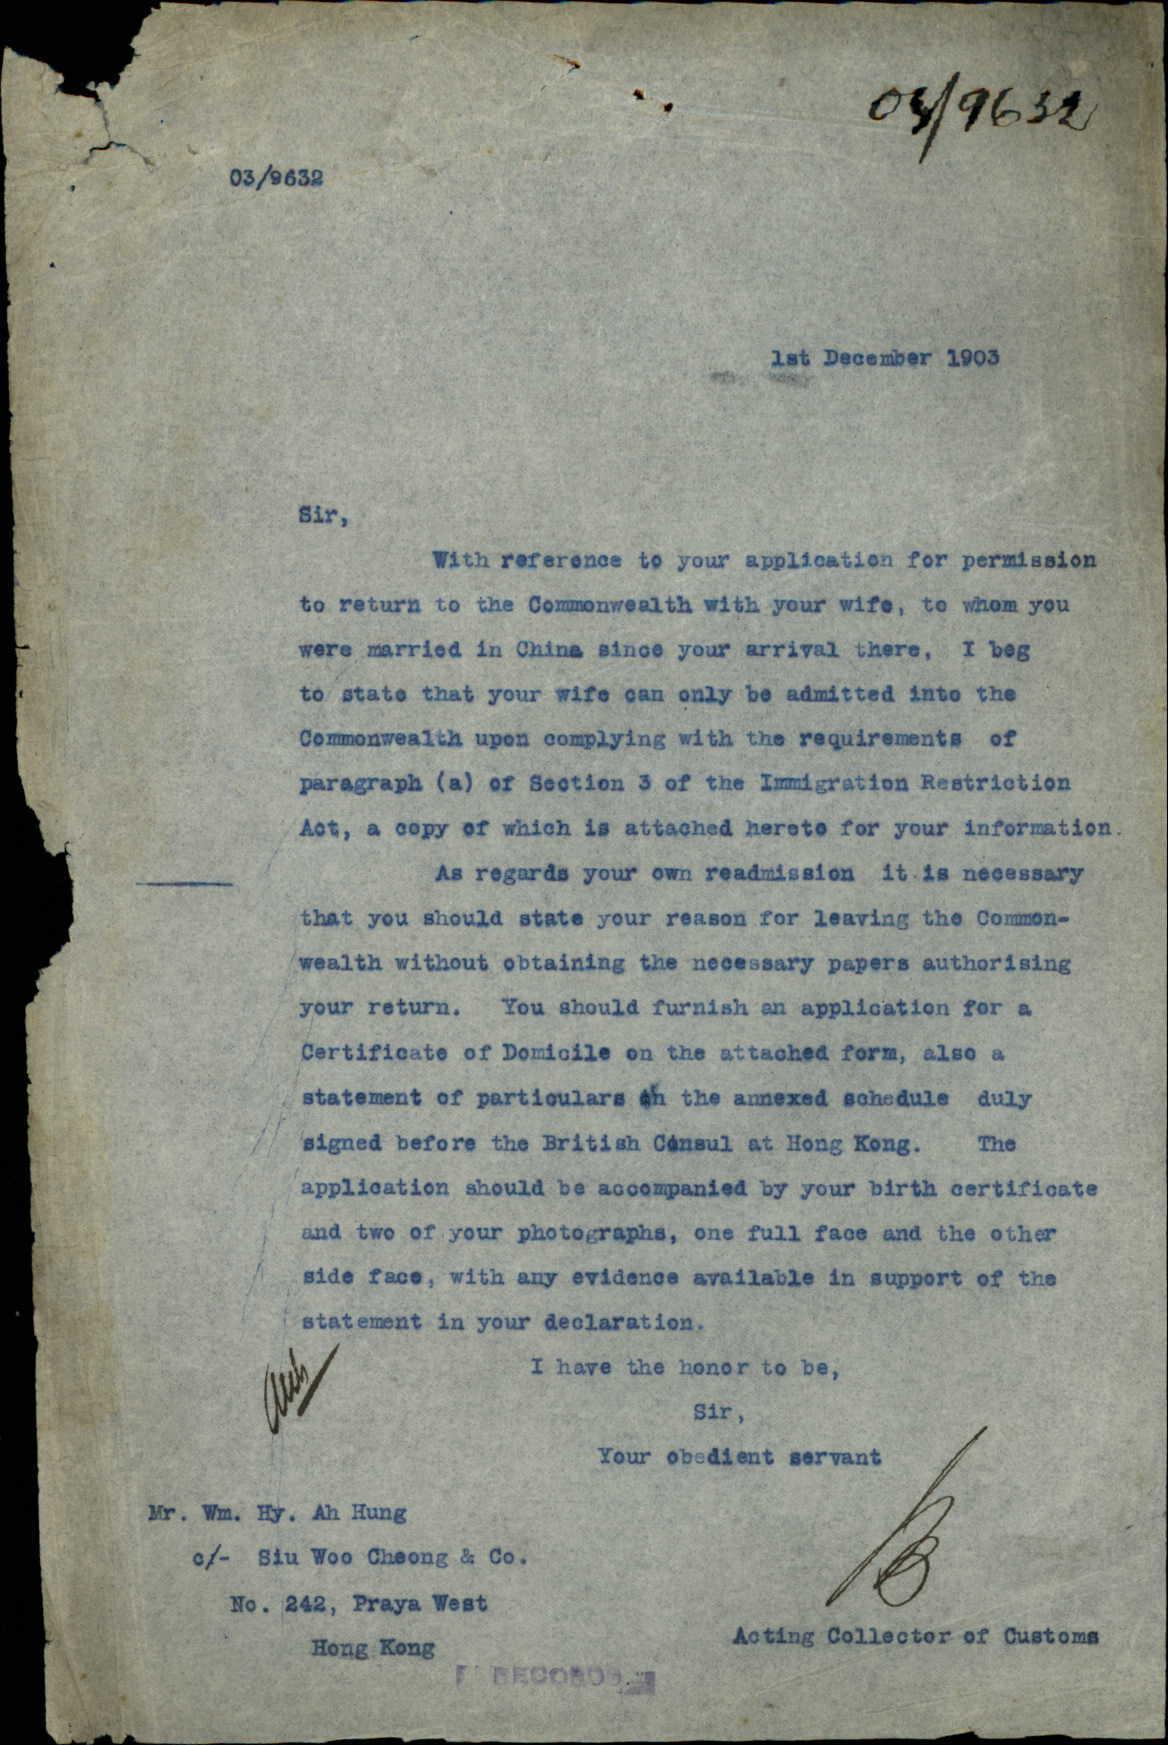 03/9632
03/9632
1st December 1903
Sir,
With reference to your application for permission
to return to the Commonwealth with your wife, to whom you
were married in China since your arrival there, I beg
to state that your wife can only be admitted into the
Commonwealth upon complying with the requirements of
paragraph (a) of Section 3 of the Immigration Restriction
Act, a copy of which is attached hereto for your information.
As regards your own readmission it is necessary
that you should state your reason for leaving the Common-
wealth without obtaining the necessary papers authorising
your return. You should furnish an application for a
Certificate of Domicile on the attached form, also a
statement of particulars on the annexed schedule duly
signed before the British Consul at Hong Kong. The
application should be accompanied by your birth certificate
and two of your photographs, one full face and the other
side face, with any evidence available in support of the
statement in your declaration.
I have the honor to be,
Sir,
Your obedient servant
Mr. Wm. Hy. Ah Hung
c/- Siu Woo Cheong & Co.
No. 242, Praya West
Hong Kong
Acting Collector of Customs
RECORDS